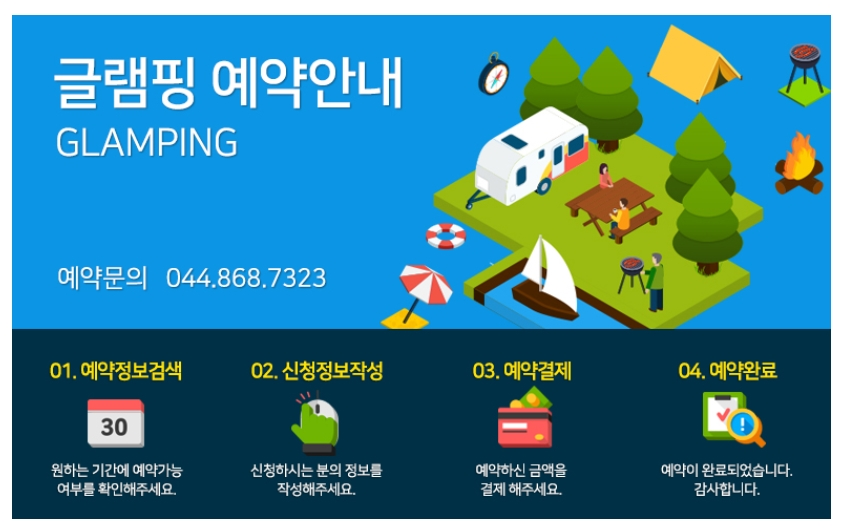 글램핑 예약안내
GLAMPING
예약문의 044.868.7323
01. 예약정보검색
30
원하는 기간에 예약가능
여부를 확인해주세요.
02. 신청정보작성
신청하시는 분의 정보를
작성해주세요.
03. 예약결제
예약하신 금액을
결제 해주세요.
04. 예약완료
예약이 완료되었습니다.
감사합니다.